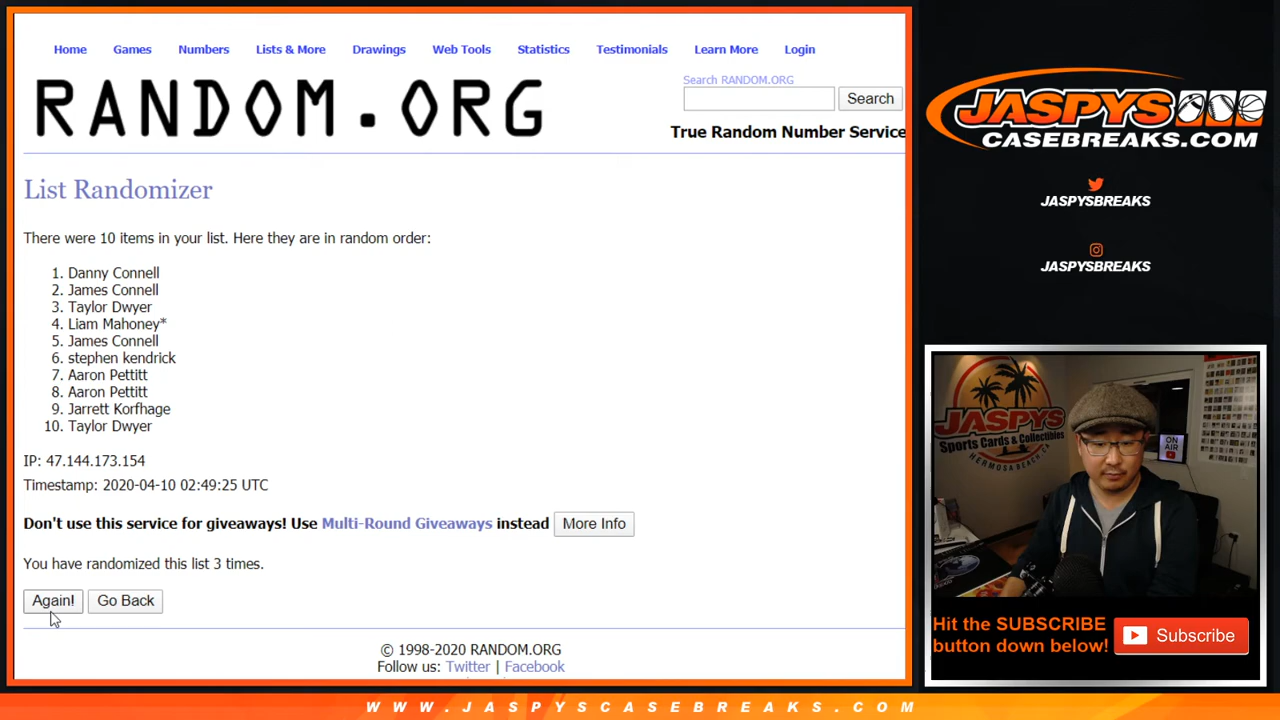 Home Games Numbers Lists & More Drawings Web Tools Statistics Testimonials Learn More Login
Search RANDOM.ORG
RANDOM.ORG
Search
True Random Number Service
List Randomizer
There were 10 items in your list. Here they are in random order:
1. Danny Connell
2. James Connell
3. Taylor Dwyer
4. Liam Mahoney*
5. James Connell
6. stephen kendrick
7. Aaron Pettitt
8. Aaron Pettitt
9. Jarrett Korfhage
10. Taylor Dwyer
IP: 47.144.173.154
Timestamp: 2020-04-10 02:49:25 UTC
Don't use this service for giveaways! Use Multi-Round Giveaways instead More Info
You have randomized this list 3 times.
Again! Go Back
© 1998-2020 RANDOM.ORG
Follow us: Twitter | Facebook
JASPYS
CASEBREAKS.COM
JASPYSBREAKS
JASPYSBREAKS
JASPYS
Sports Cards & Collectibles
HERMOSA BEACH, CA
ON
AIR
Hit the SUBSCRIBE
button down below!
Subscribe
WWW.JASPYSCASEBREAKS.COM